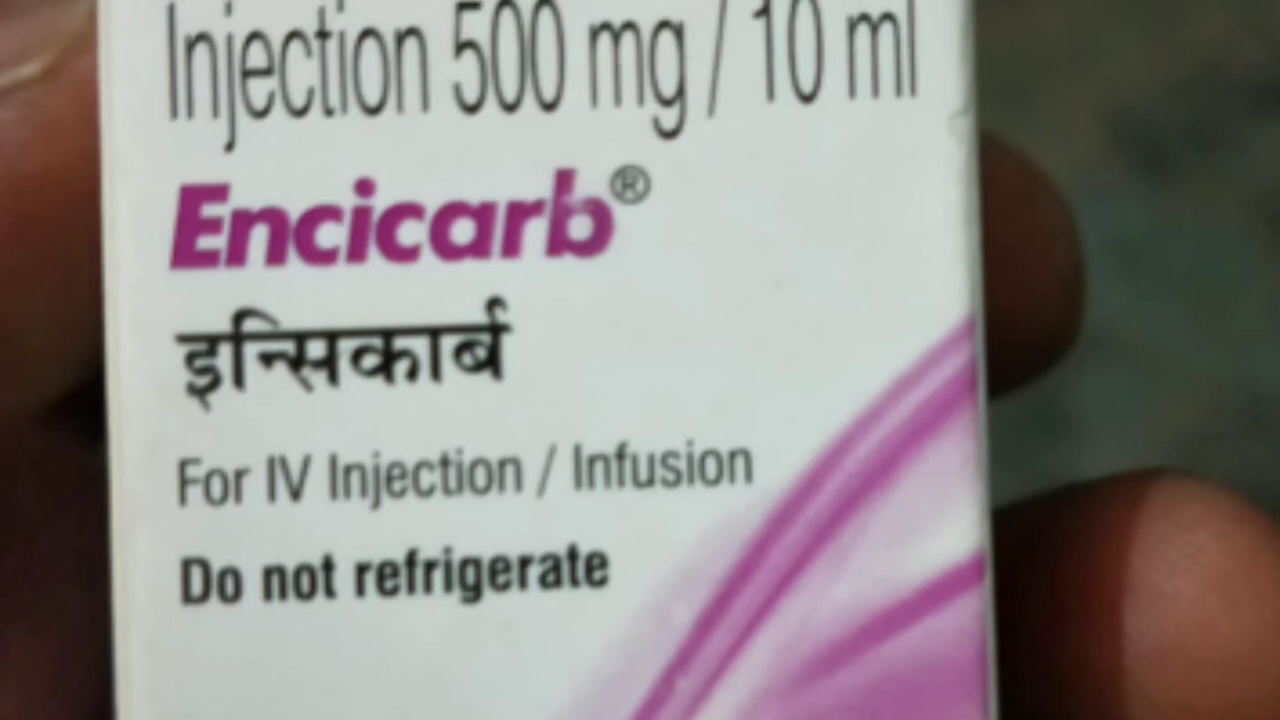 Injection 500 mg / 10 ml
Encicarb®
इन्सिकार्ब
For IV Injection / Infusion
Do not refrigerate